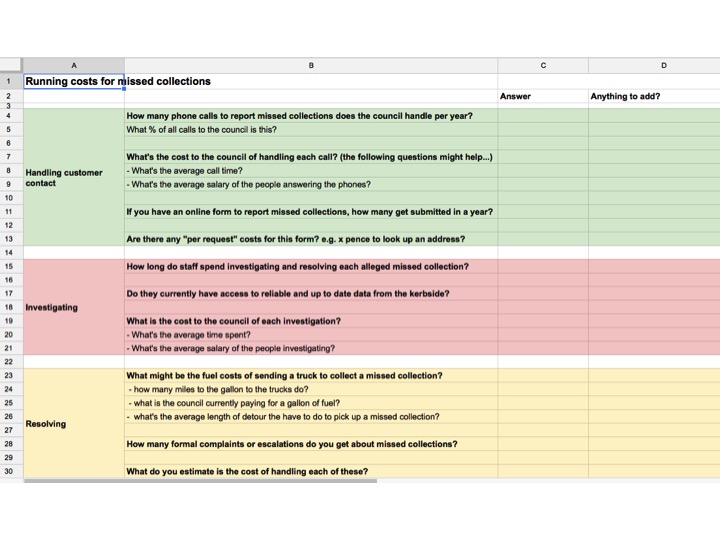 A B C D
1 Running costs for missed collections
2 Answer Anything to add?
3
4 How many phone calls to report missed collections does the council handle per year?
5 What % of all calls to the council is this?
6
7 What's the cost to the council of handling each call? (the following questions might help...)
8 Handling customer contact - What's the average call time?
9 - What's the average salary of the people answering the phones?
10
11 If you have an online form to report missed collections, how many get submitted in a year?
12
13 Are there any "per request" costs for this form? e.g. x pence to look up an address?
14
15 How long do staff spend investigating and resolving each alleged missed collection?
16
17 Do they currently have access to reliable and up to date data from the kerbside?
18 Investigating
19 What is the cost to the council of each investigation?
20 - What's the average time spent?
21 - What's the average salary of the people investigating?
22
23 What might be the fuel costs of sending a truck to collect a missed collection?
24 - how many miles to the gallon to the trucks do?
25 - what is the council currently paying for a gallon of fuel?
26 - what's the average length of detour the have to do to pick up a missed collection?
27 Resolving
28 How many formal complaints or escalations do you get about missed collections?
29
30 What do you estimate is the cost of handling each of these?